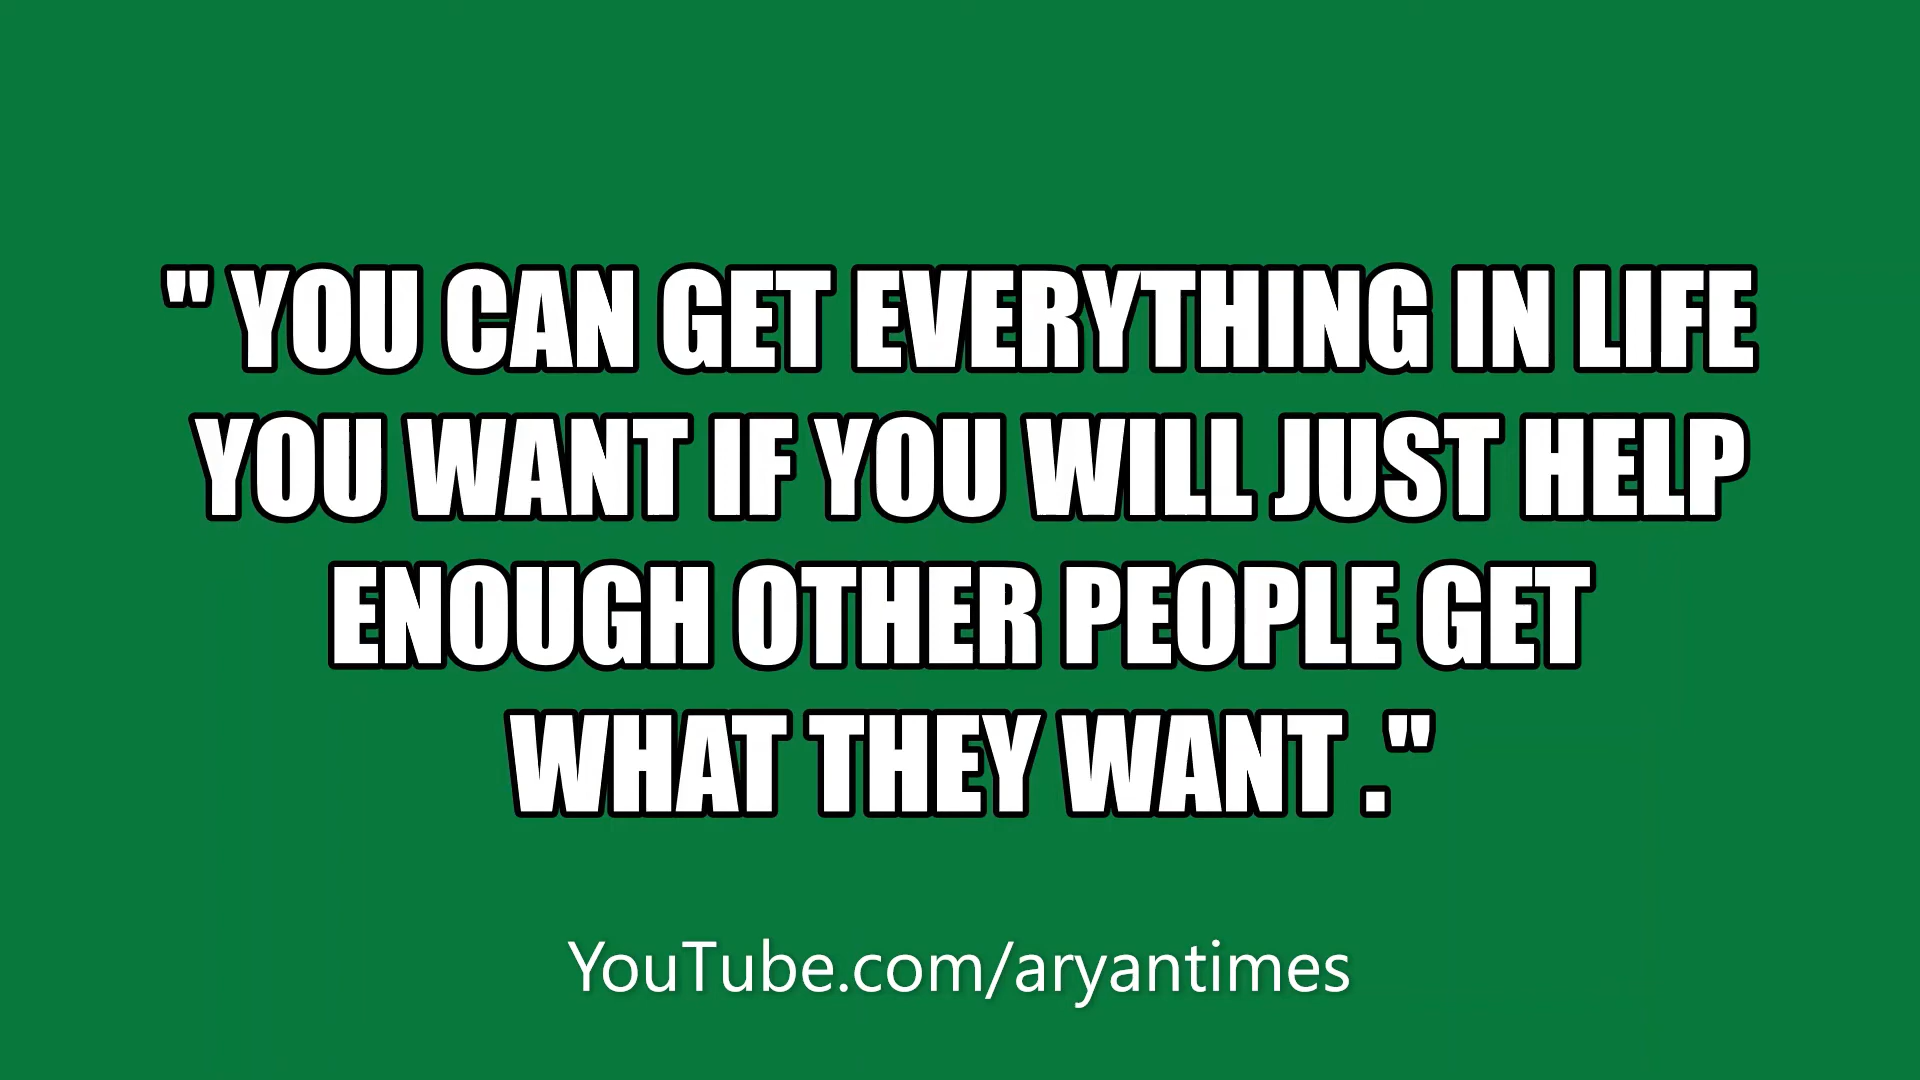 " YOU CAN GET EVERYTHING IN LIFE
YOU WANT IF YOU WILL JUST HELP
ENOUGH OTHER PEOPLE GET
WHAT THEY WANT ."
YouTube.com/aryantimes